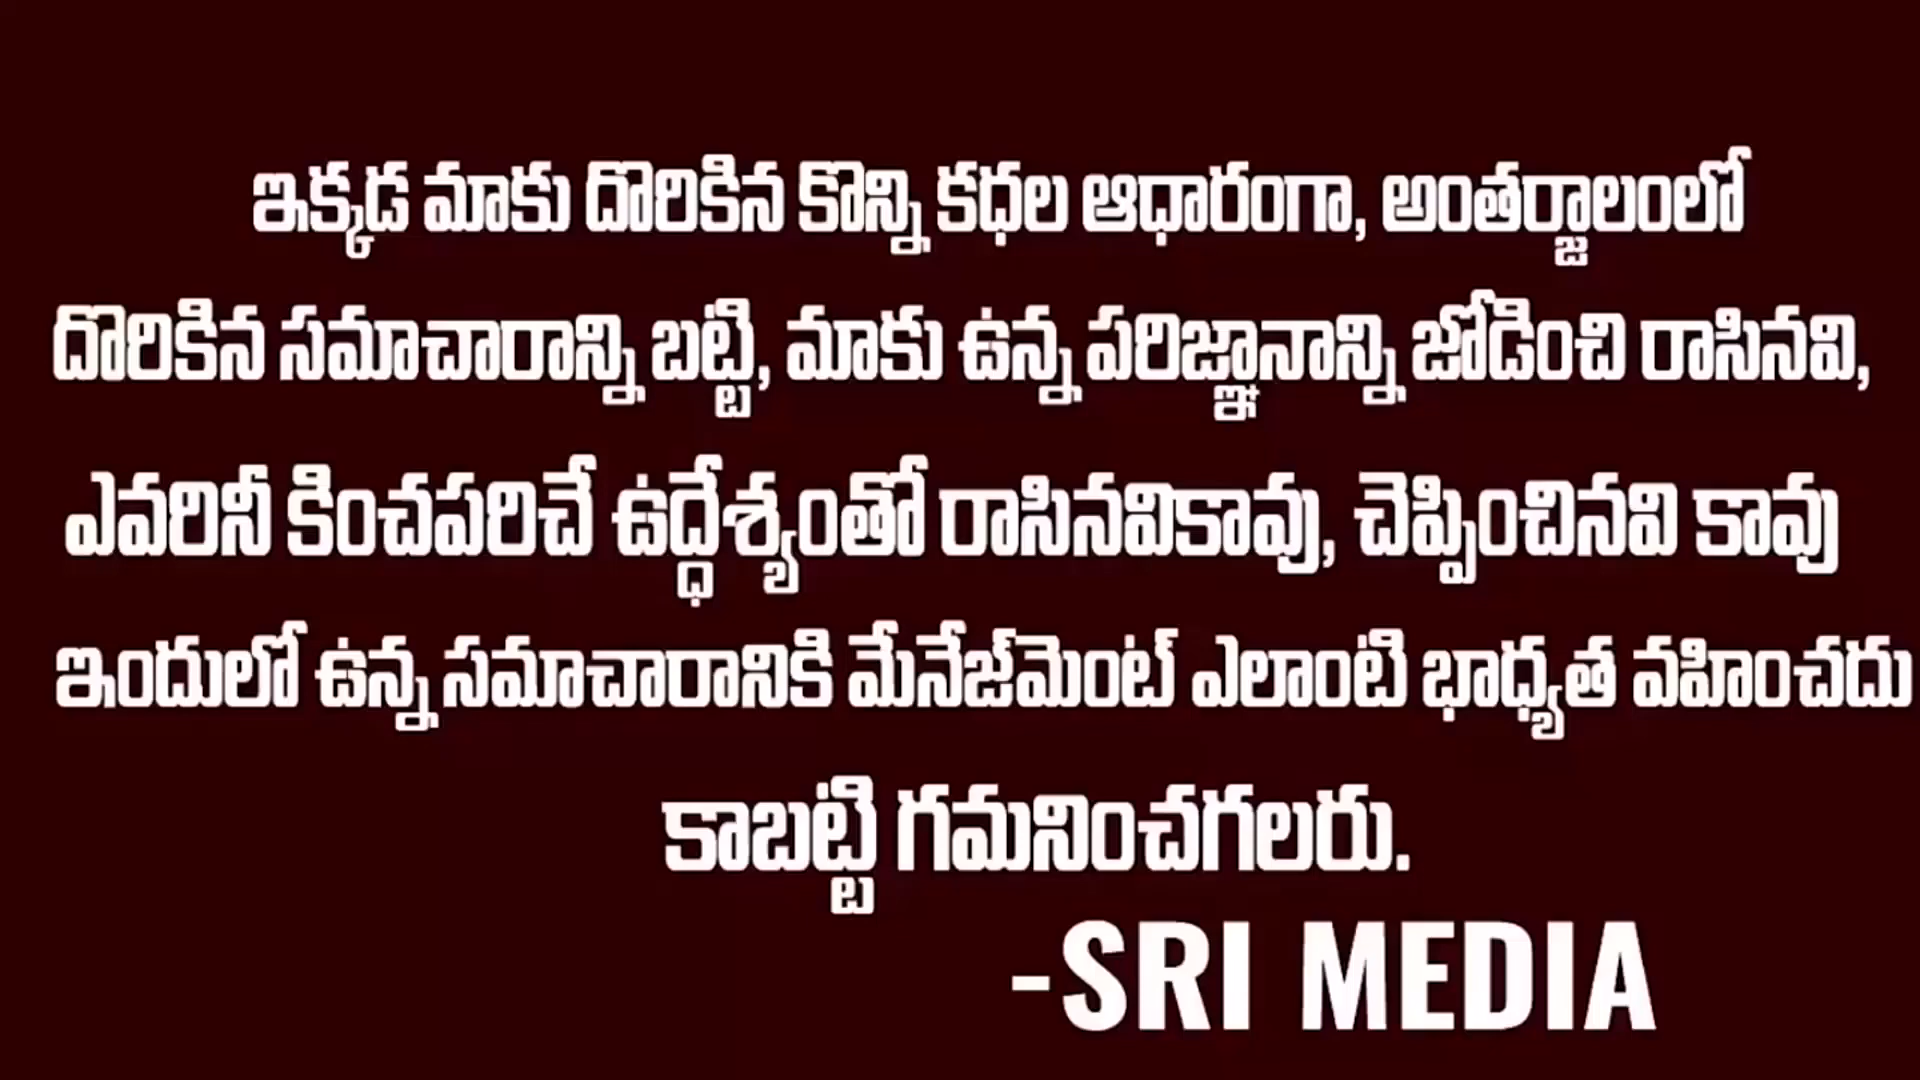 ఇక్కడ మాకు దొరికిన కొన్ని కధల ఆధారంగా, అంతర్జాలంలో
దొరికిన సమాచారాన్ని బట్టి, మాకు ఉన్న పరిజ్ఞానాన్ని జోడించి రాసినవి,
ఎవరినీ కించపరిచే ఉద్ధేశ్యంతో రాసినవికావు, చెప్పించినవి కావు
ఇందులో ఉన్న సమాచారానికి మేనేజ్‌మెంట్ ఎలాంటి భాధ్యత వహించదు
కాబట్టి గమనించగలరు.
-SRI MEDIA